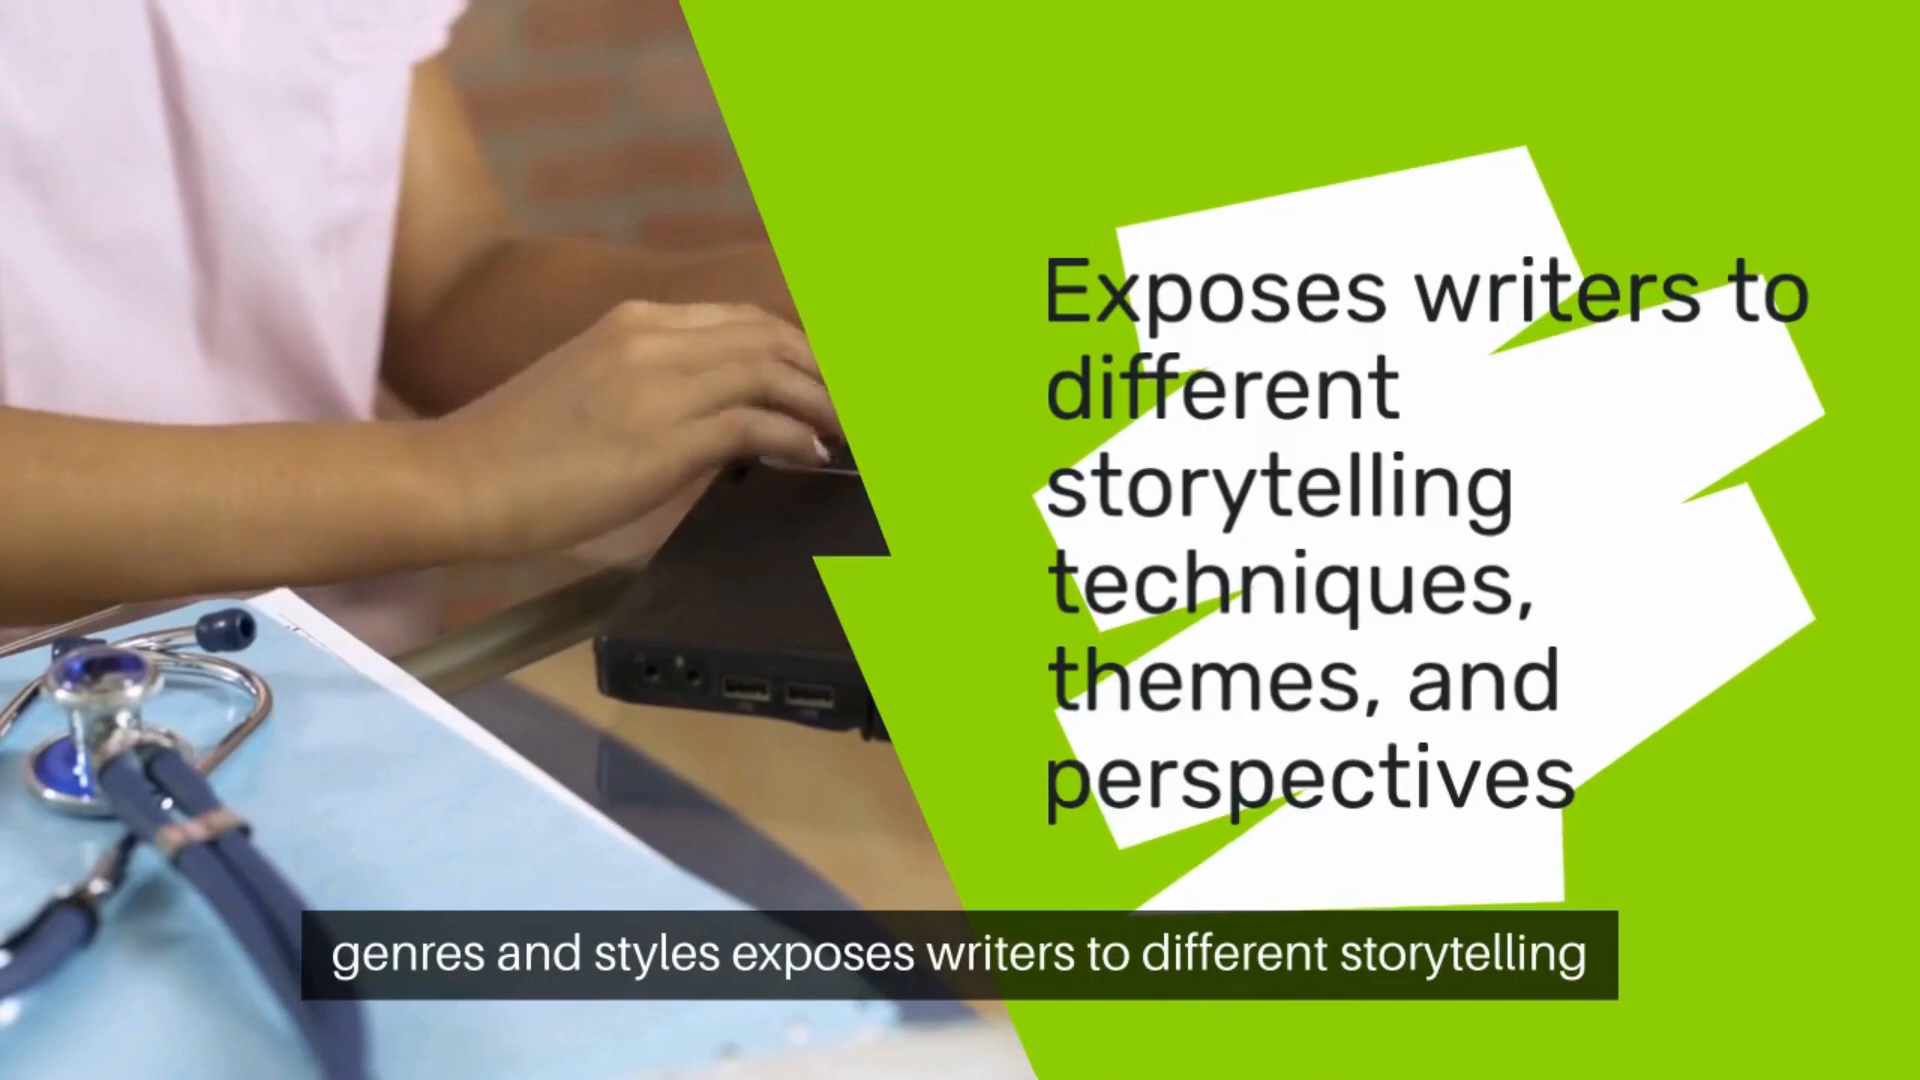 Exposes writers to
different
storytelling
techniques,
themes, and
perspectives
genres and styles exposes writers to different storytelling